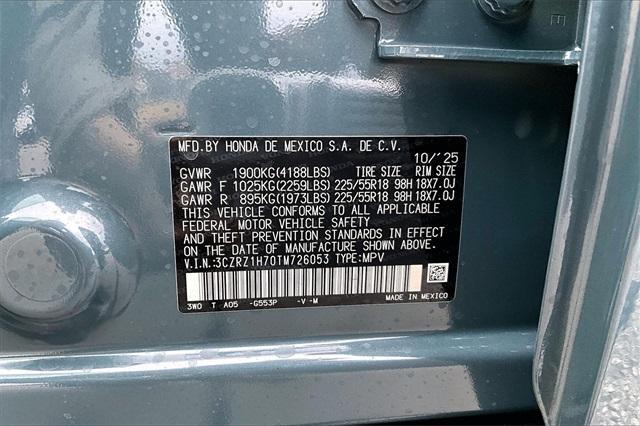 MFD.BY HONDA DE MEXICO S.A. DE C.V.
10/'25
GVWR 1900KG(4188LBS) TIRE SIZE RIM SIZE
GAWR F 1025KG(2259LBS) 225/55R18 98H 18X7.0J
GAWR R 895KG(1973LBS) 225/55R18 98H 18X7.0J
THIS VEHICLE CONFORMS TO ALL APPLICABLE
FEDERAL MOTOR VEHICLE SAFETY
AND THEFT PREVENTION STANDARDS IN EFFECT
ON THE DATE OF MANUFACTURE SHOWN ABOVE.
V.I.N.:3CZRZ1H70TM726053 TYPE:MPV
3WO T A05 -G553P -V -M MADE IN MEXICO